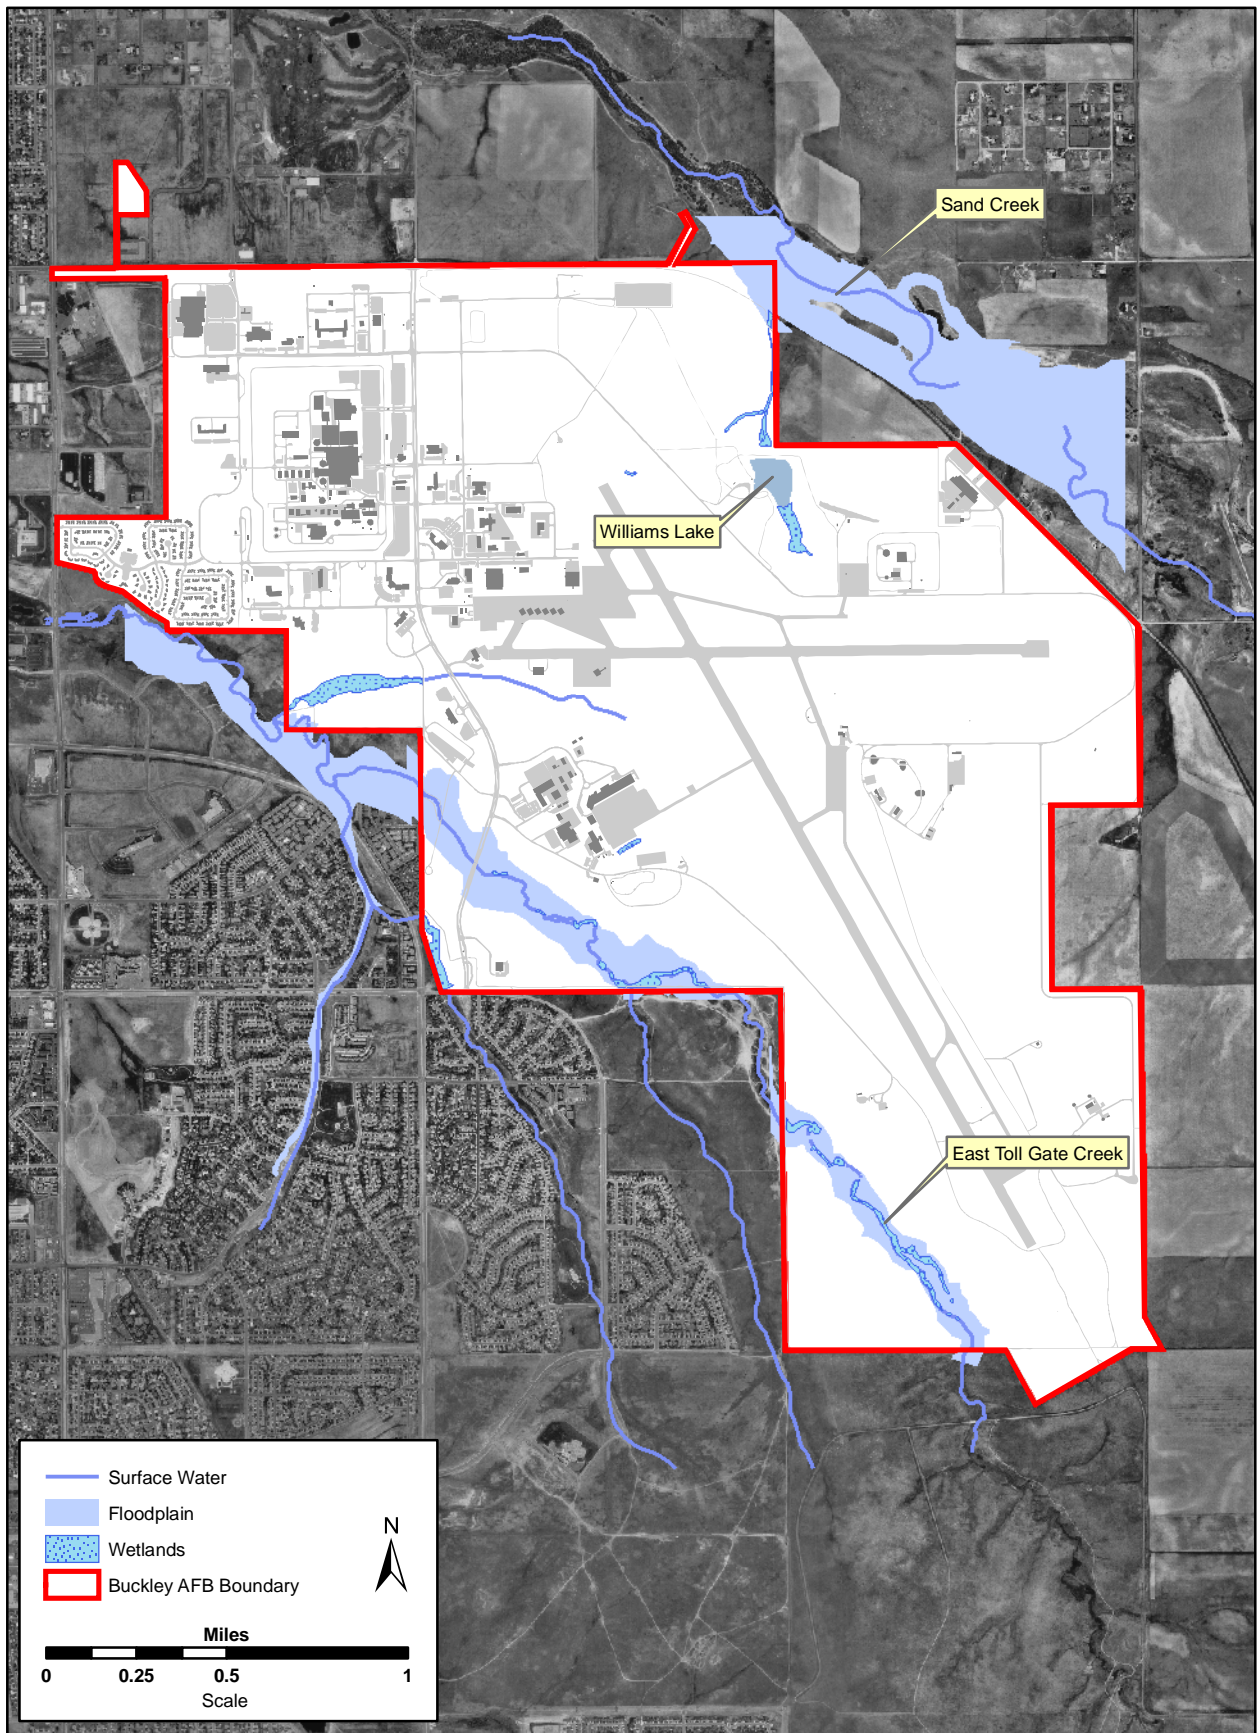 Sand Creek
Williams Lake
East Toll Gate Creek
Surface Water
Floodplain
Wetlands
Buckley AFB Boundary
N
Miles
0 0.25 0.5 1
Scale